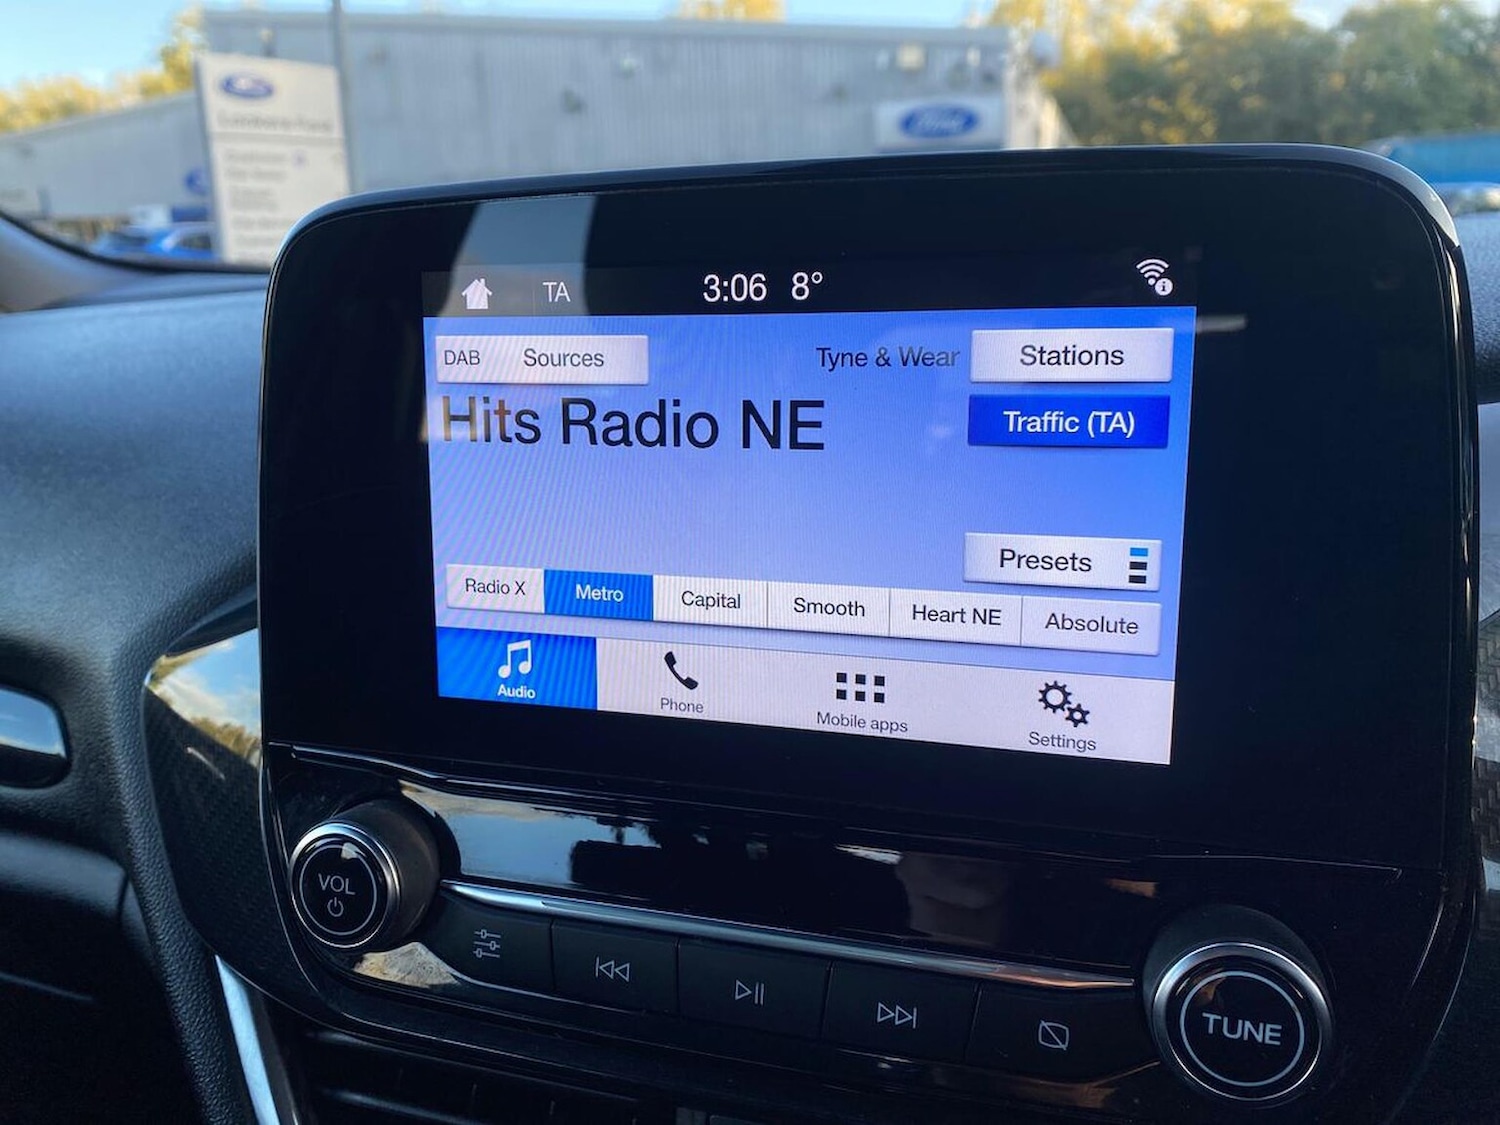 Ford
Ford
TA 3:06 8°
DAB Sources Tyne & Wear Stations
Hits Radio NE Traffic (TA)
Presets
Radio X Metro Capital Smooth Heart NE Absolute
Audio Phone Mobile apps Settings
VOL
TUNE